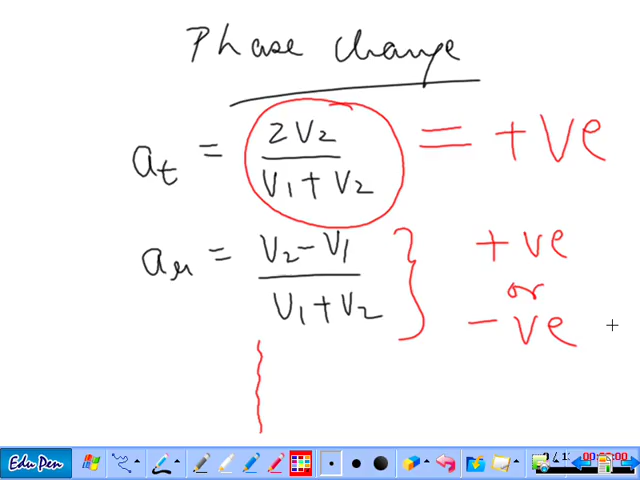 Phase change
at = 2V2 / V1 + V2 = +ve
ar = V2 - V1 / V1 + V2 } +ve
or
-ve
Edu Pen